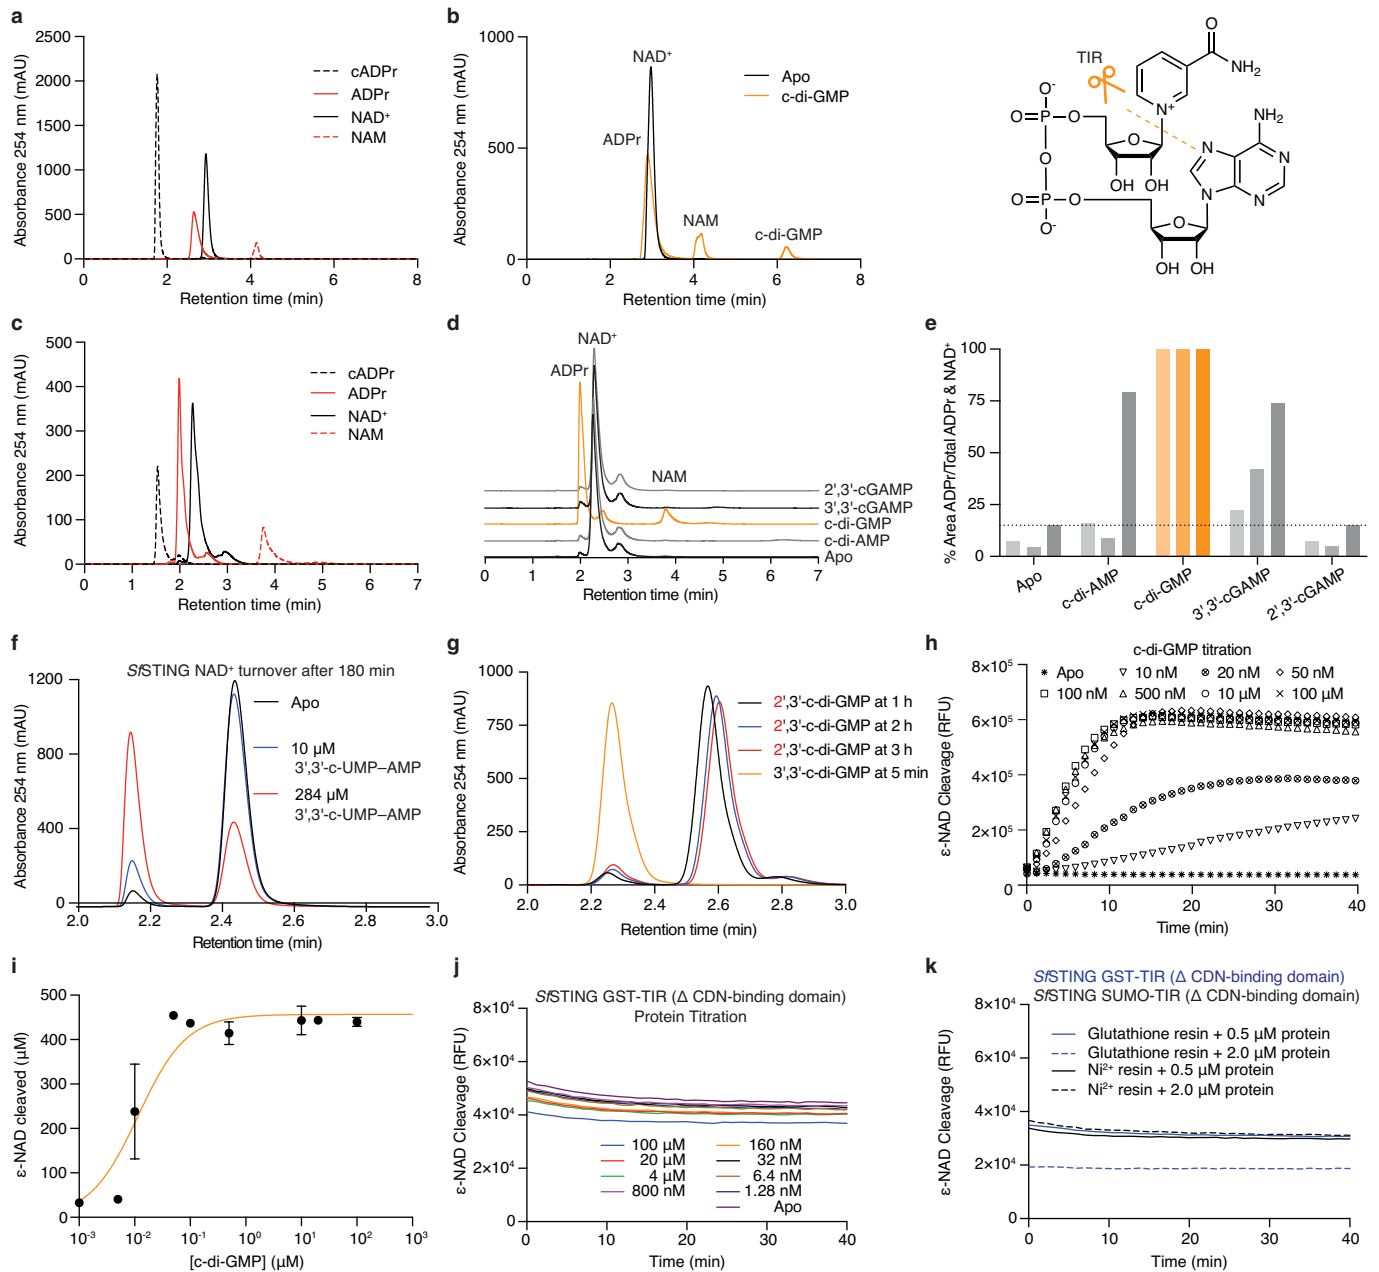 a
2500
2000
1500
1000
500
0
Absorbance 254 nm (mAU)
0
2
4
6
8
Retention time (min)
cADPr
ADPr
NAD⁺
NAM
b
1000
500
0
Absorbance 254 nm (mAU)
0
2
4
6
8
Retention time (min)
NAD⁺
ADPr
NAM
c-di-GMP
Apo
c-di-GMP
TIR
O
NH₂
N⁺
O⁻
O
P
O
O
O
P
O
O⁻
O
OH OH
NH₂
N
N
N
N
O
OH OH
c
500
400
300
200
100
0
Absorbance 254 nm (mAU)
0
1
2
3
4
5
6
7
Retention time (min)
cADPr
ADPr
NAD⁺
NAM
d
NAD⁺
ADPr
NAM
2',3'-cGAMP
3',3'-cGAMP
c-di-GMP
c-di-AMP
Apo
0
1
2
3
4
5
6
7
Retention time (min)
e
100
75
50
25
0
% Area ADPr/Total ADPr & NAD⁺
Apo
c-di-AMP
c-di-GMP
3',3'-cGAMP
2',3'-cGAMP
f
SfSTING NAD⁺ turnover after 180 min
1200
800
400
0
Absorbance 254 nm (mAU)
2.0
2.2
2.4
2.6
2.8
3.0
Retention time (min)
Apo
10 µM
3',3'-c-UMP–AMP
284 µM
3',3'-c-UMP–AMP
g
1000
750
500
250
0
Absorbance 254 nm (mAU)
2.0
2.2
2.4
2.6
2.8
3.0
Retention time (min)
2',3'-c-di-GMP at 1 h
2',3'-c-di-GMP at 2 h
2',3'-c-di-GMP at 3 h
3',3'-c-di-GMP at 5 min
h
c-di-GMP titration
Apo
10 nM
20 nM
50 nM
100 nM
500 nM
10 µM
100 µM
8×10⁵
6×10⁵
4×10⁵
2×10⁵
0
ε-NAD Cleavage (RFU)
0
10
20
30
40
Time (min)
i
500
400
300
200
100
0
ε-NAD cleaved (µM)
10⁻³
10⁻²
10⁻¹
10⁰
10¹
10²
10³
[c-di-GMP] (µM)
j
SfSTING GST-TIR (Δ CDN-binding domain)
Protein Titration
8×10⁴
6×10⁴
4×10⁴
2×10⁴
0
ε-NAD Cleavage (RFU)
100 µM
20 µM
4 µM
800 nM
160 nM
32 nM
6.4 nM
1.28 nM
Apo
0
10
20
30
40
Time (min)
k
SfSTING GST-TIR (Δ CDN-binding domain)
SfSTING SUMO-TIR (Δ CDN-binding domain)
8×10⁴
6×10⁴
4×10⁴
2×10⁴
0
ε-NAD Cleavage (RFU)
Glutathione resin + 0.5 µM protein
Glutathione resin + 2.0 µM protein
Ni²⁺ resin + 0.5 µM protein
Ni²⁺ resin + 2.0 µM protein
0
10
20
30
40
Time (min)